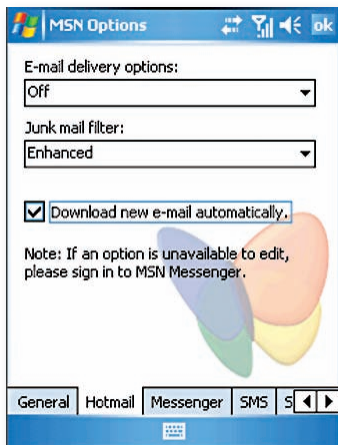 MSN Options
ok
E-mail delivery options:
Off
Junk mail filter:
Enhanced
Download new e-mail automatically.
Note: If an option is unavailable to edit,
please sign in to MSN Messenger.
General Hotmail Messenger SMS S